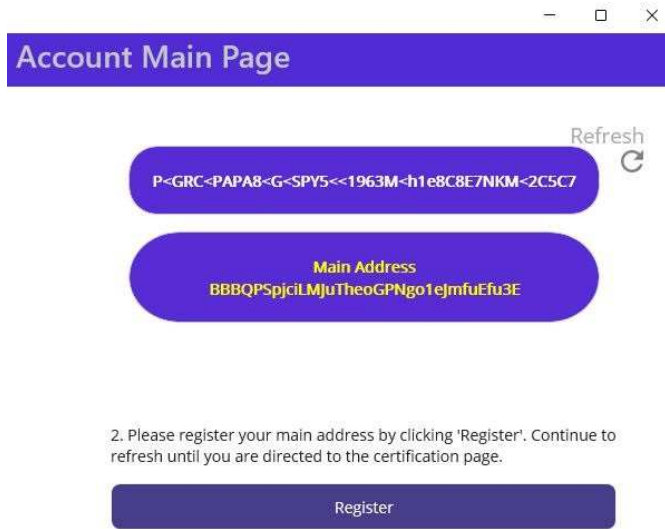 Account Main Page
Refresh
P<GRC<PAPA8<G<SPY5<<1963M<h1e8C8E7NKM<2C5C7
Main Address
BBBQPSpjciLMJuTheoGPNgo1eJmfuEfu3E
2. Please register your main address by clicking 'Register'. Continue to
refresh until you are directed to the certification page.
Register